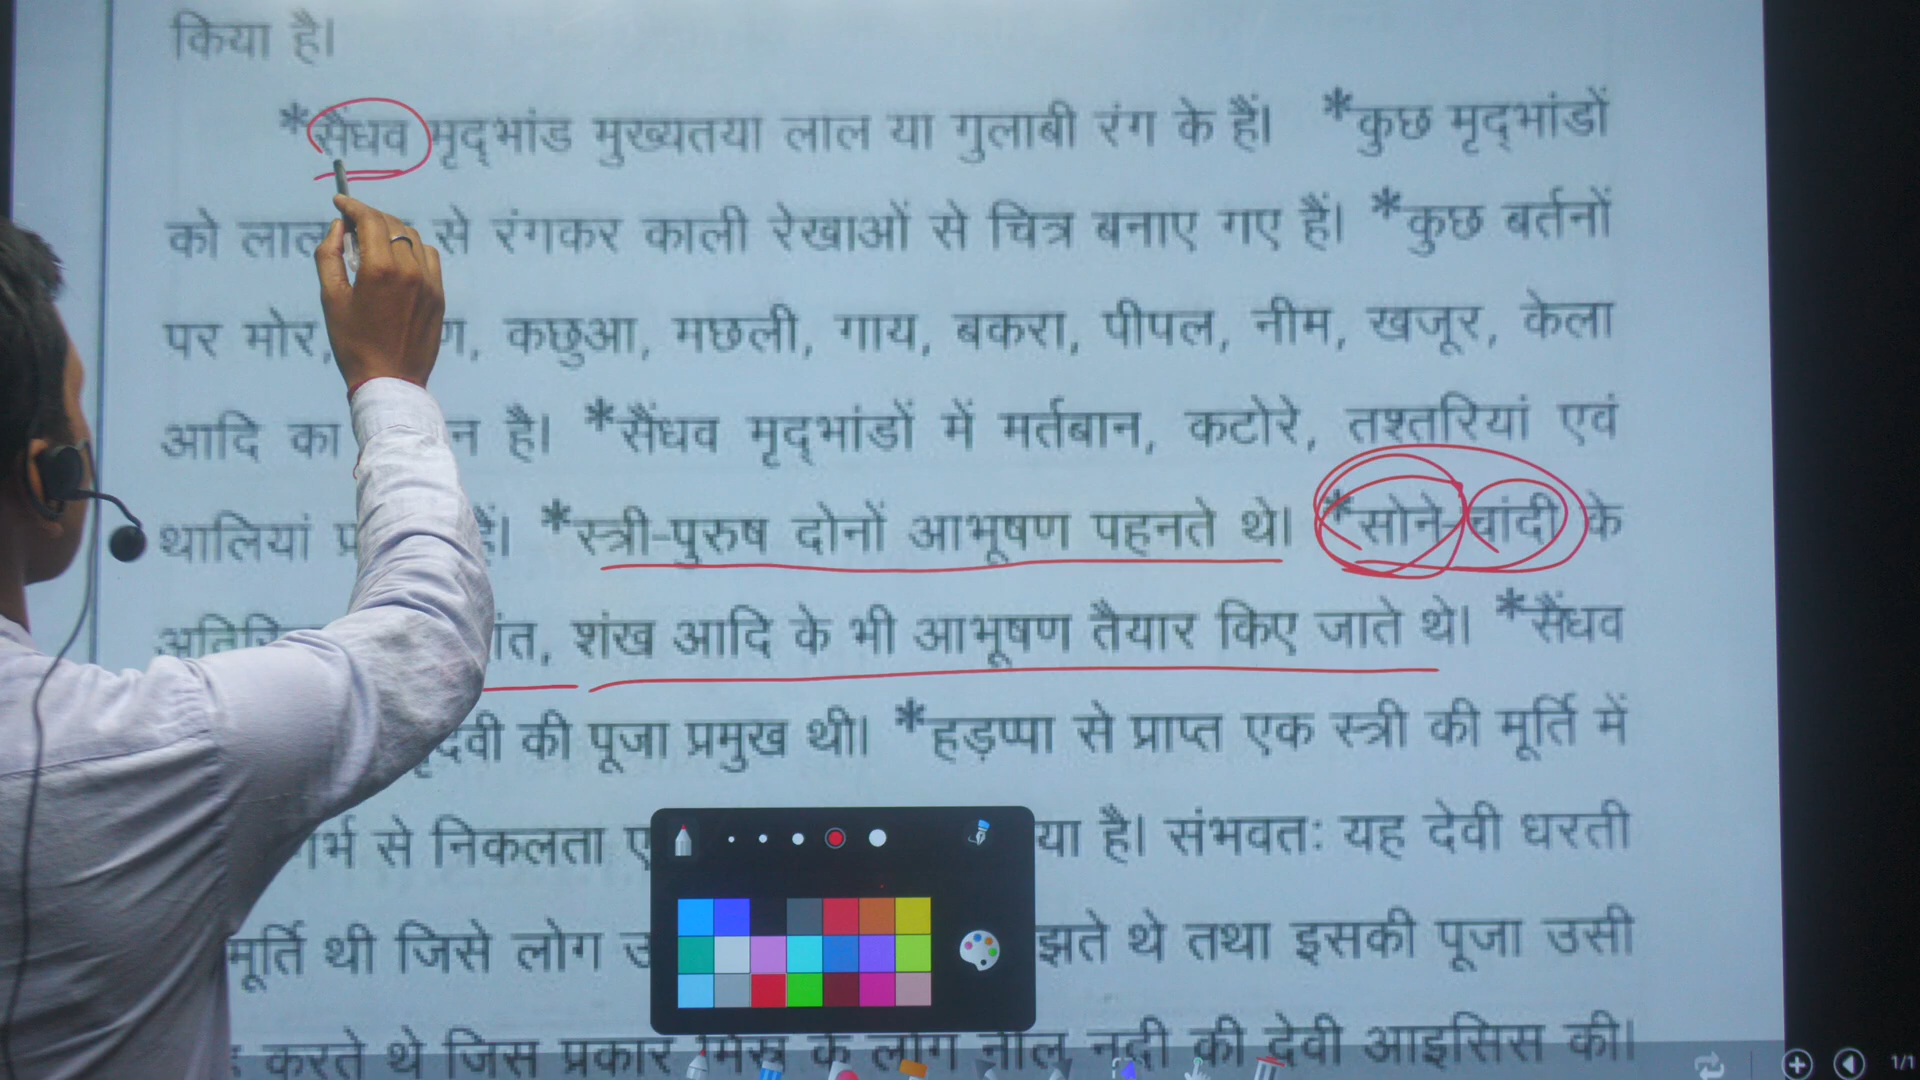 किया है।
*सैंधव मृद्भांड मुख्यतया लाल या गुलाबी रंग के हैं। *कुछ मृद्भांडों
को लाल से रंगकर काली रेखाओं से चित्र बनाए गए हैं। *कुछ बर्तनों
पर मोर, कछुआ, मछली, गाय, बकरा, पीपल, नीम, खजूर, केला
आदि का है। *सैंधव मृद्भांडों में मर्तबान, कटोरे, तश्तरियां एवं
थालियां हैं। *स्त्री-पुरुष दोनों आभूषण पहनते थे। *सोने चांदी के
शंख आदि के भी आभूषण तैयार किए जाते थे। *सैंधव
की पूजा प्रमुख थी। *हड़प्पा से प्राप्त एक स्त्री की मूर्ति में
से निकलता है। संभवतः यह देवी धरती
मूर्ति थी जिसे लोग थे तथा इसकी पूजा उसी
करते थे जिस प्रकार मिस्र के लोग नील नदी की देवी आइसिस की।
1/1